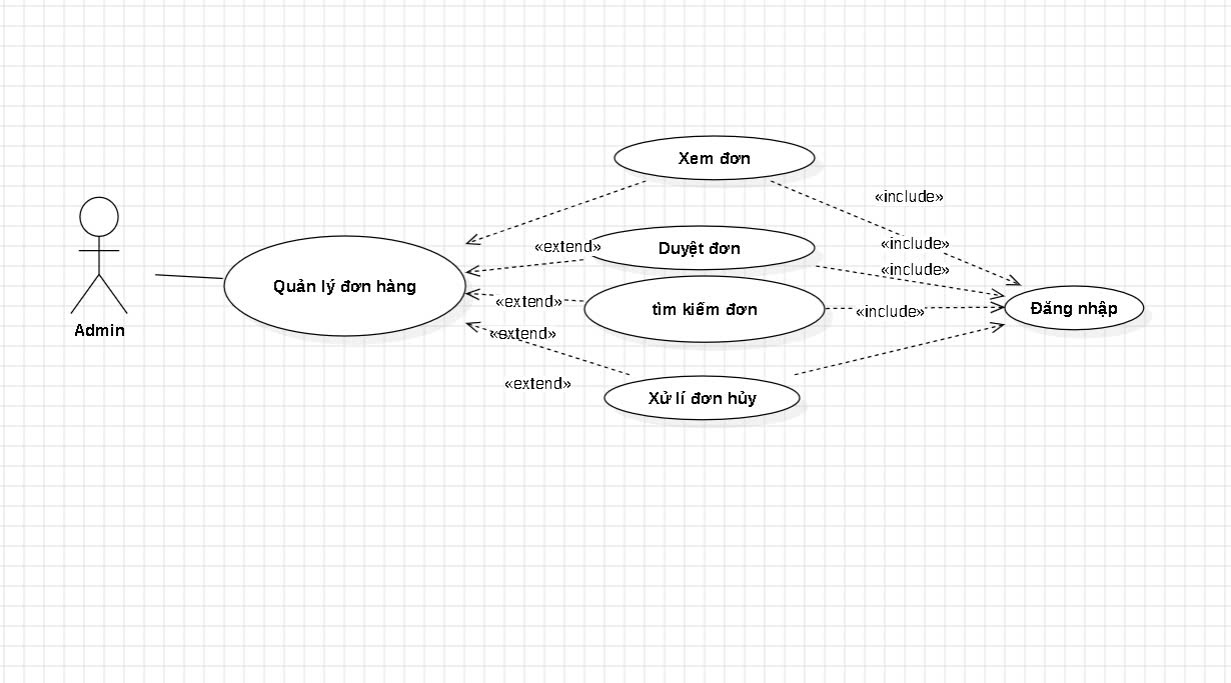 Xem đơn
«include»
«extend»
Duyệt đơn
«include»
«include»
Quản lý đơn hàng
«extend»
tìm kiếm đơn
«include»
Đăng nhập
Admin
«extend»
«extend»
Xử lí đơn hủy